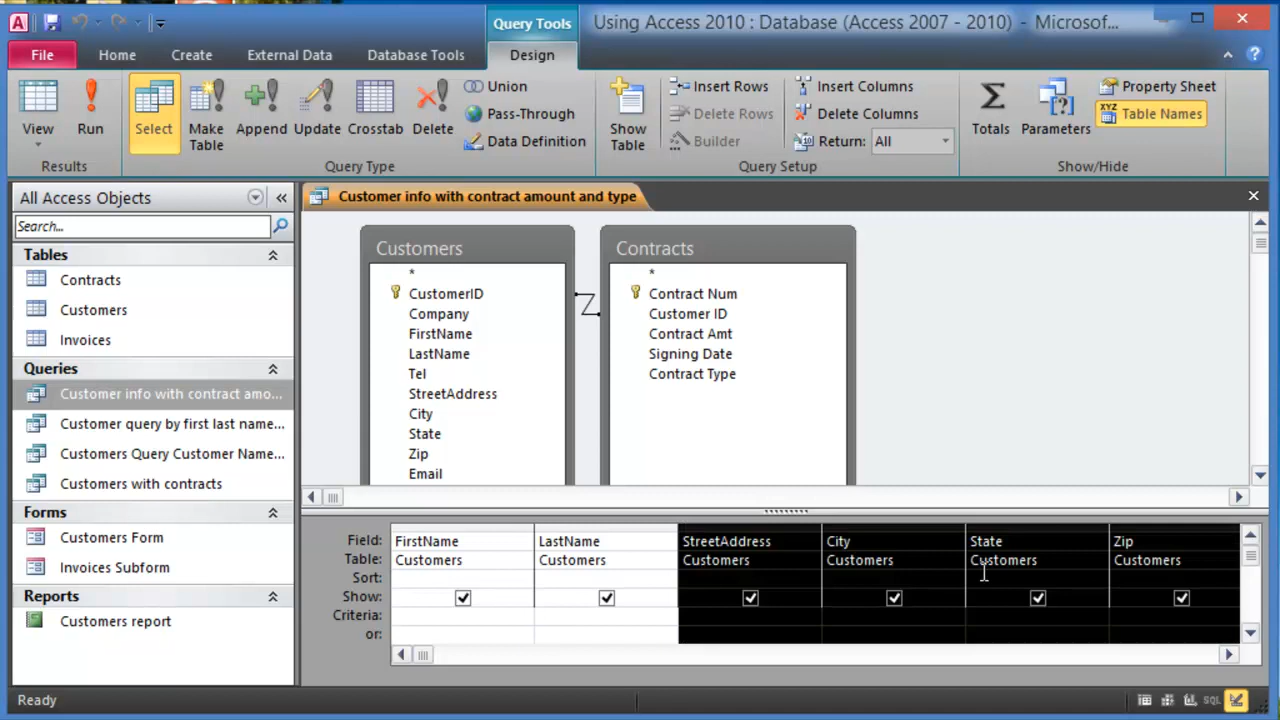 Query Tools
Using Access 2010 : Database (Access 2007 - 2010) - Microsof...
File Home Create External Data Database Tools Design
View
Run
Results
Select
Make Table
Append
Update
Crosstab
Delete
Union
Pass-Through
Data Definition
Query Type
Show Table
Insert Rows
Delete Rows
Builder
Insert Columns
Delete Columns
Return: All
Query Setup
Totals
Parameters
Property Sheet
XYZ Table Names
Show/Hide
All Access Objects
Search...
Tables
Contracts
Customers
Invoices
Queries
Customer info with contract amo...
Customer query by first last name...
Customers Query Customer Name...
Customers with contracts
Forms
Customers Form
Invoices Subform
Reports
Customers report
Customer info with contract amount and type
Customers
*
CustomerID
Company
FirstName
LastName
Tel
StreetAddress
City
State
Zip
Email
Contracts
*
Contract Num
Customer ID
Contract Amt
Signing Date
Contract Type
Field: FirstName LastName StreetAddress City State Zip
Table: Customers Customers Customers Customers Customers Customers
Sort:
Show:
Criteria:
or:
Ready
SQL